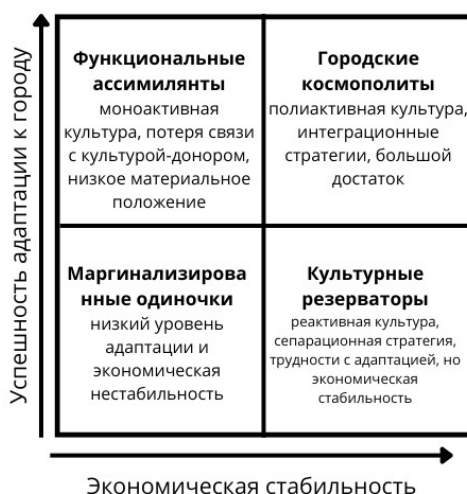 Успешность адаптации к городу
Функциональные
ассимилянты
моноактивная
культура, потеря связи
с культурой-донором,
низкое материальное
положение
Городские
космополиты
полиактивная культура,
интеграционные
стратегии, большой
достаток
Маргинализирова
нные одиночки
низкий уровень
адаптации и
экономическая
нестабильность
Культурные
резерваторы
реактивная культура,
сепарационная стратегия,
трудности с адаптацией, но
экономическая
стабильность
Экономическая стабильность